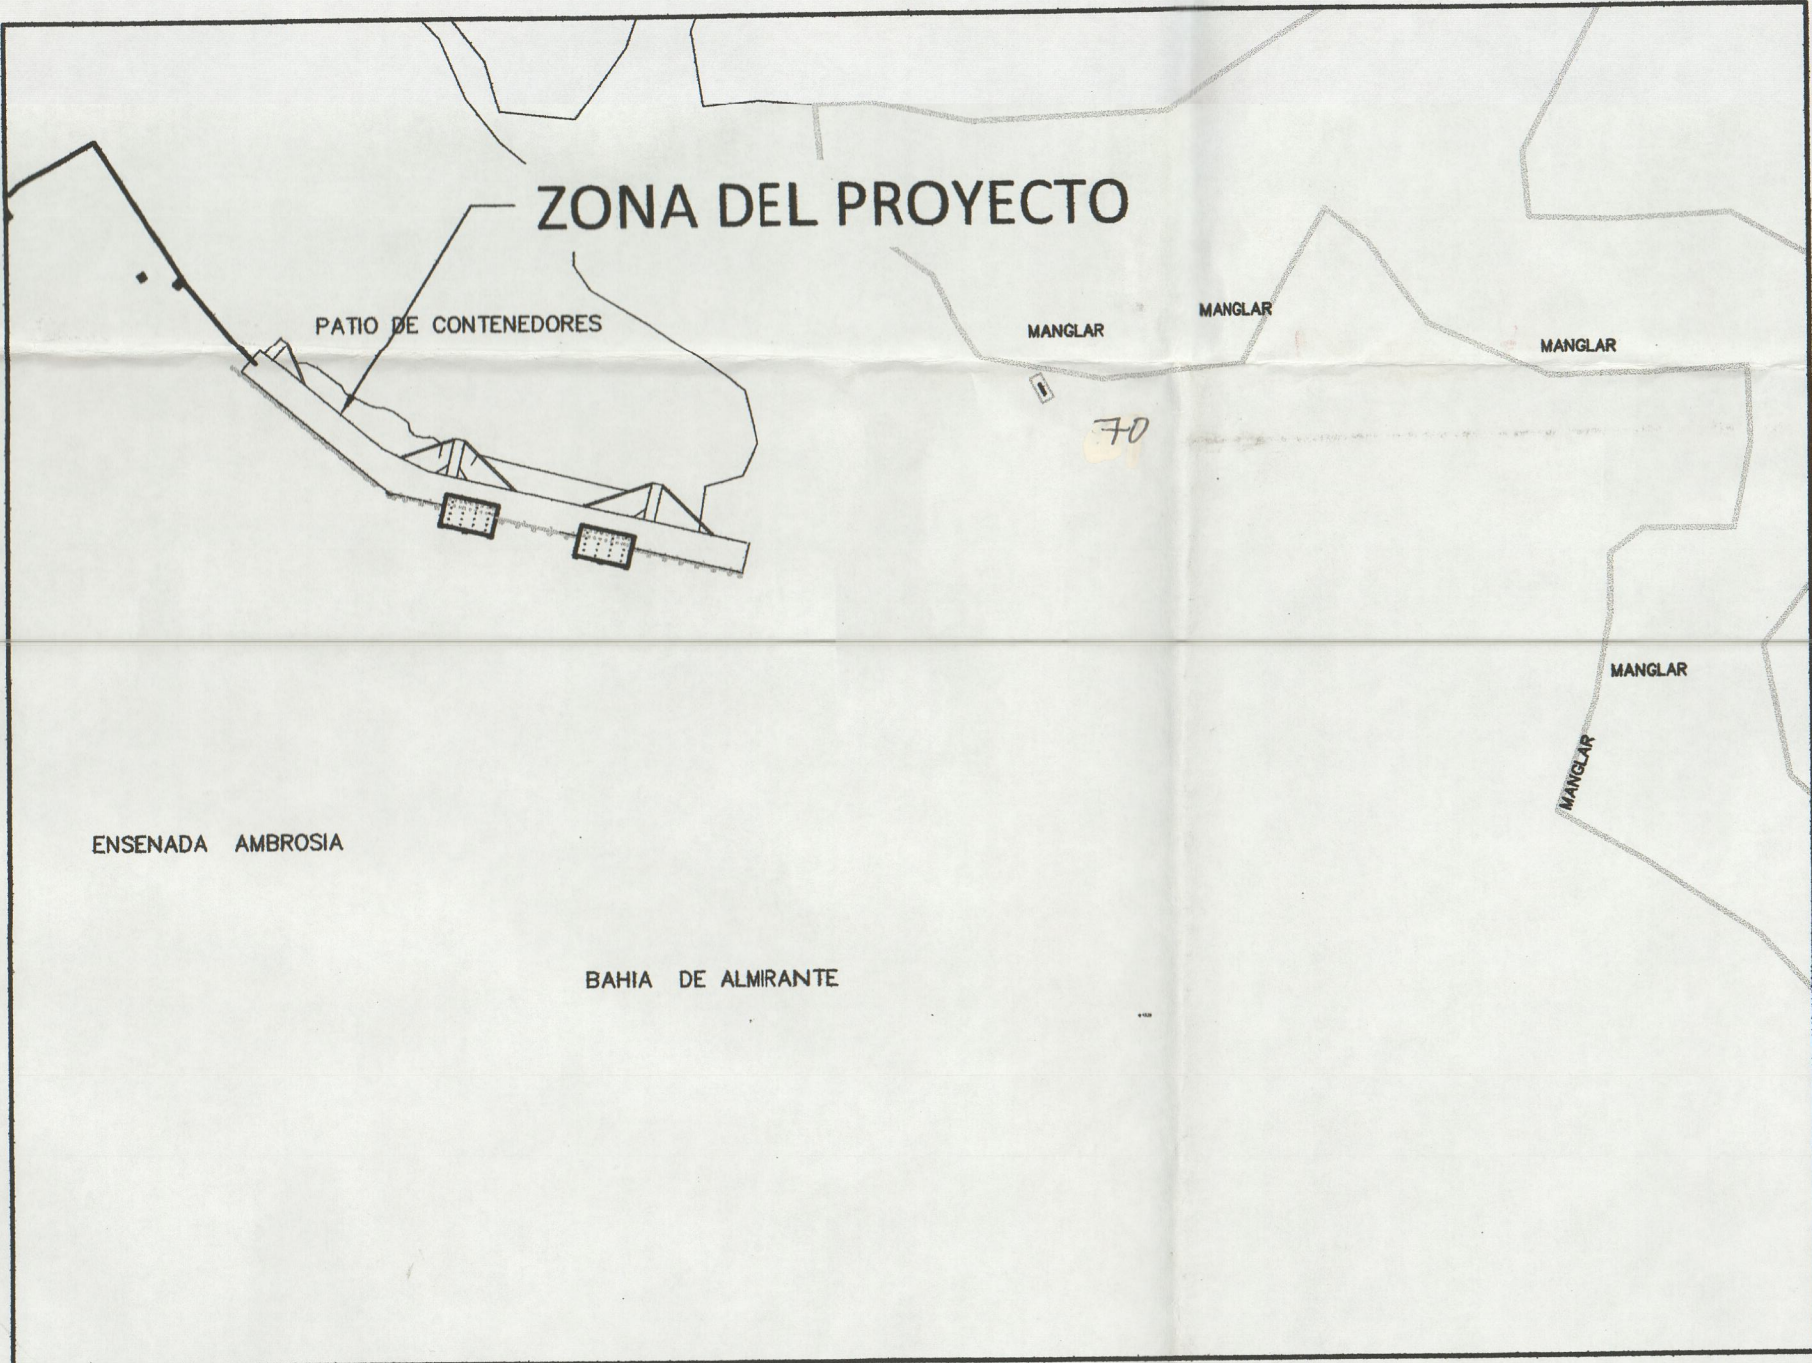 ZONA DEL PROYECTO
PATIO DE CONTENEDORES
MANGLAR
MANGLAR
MANGLAR
70
MANGLAR
MANGLAR
ENSENADA AMBROSIA
BAHIA DE ALMIRANTE